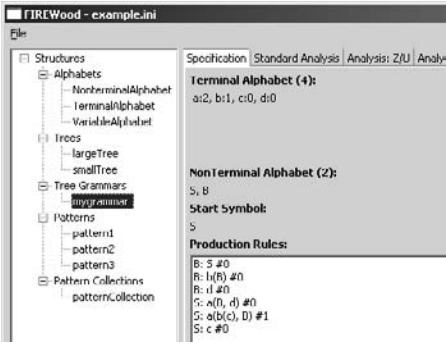 FIREWood - example.ini
File
Structures
Alphabets
NonterminalAlphabet
TerminalAlphabet
VariableAlphabet
Trees
largeTree
smallTree
Tree Grammars
mygrammar
Patterns
pattern1
pattern2
pattern3
Pattern Collections
patternCollection
Specification Standard Analysis Analysis: Z/U Analy
Terminal Alphabet (4):
a:2, b:1, c:0, d:0
NonTerminal Alphabet (2):
S, B
Start Symbol:
S
Production Rules:
B: S #0
B: b(B) #0
B: d #0
S: a(B, d) #0
S: a(b(c), B) #1
S: c #0